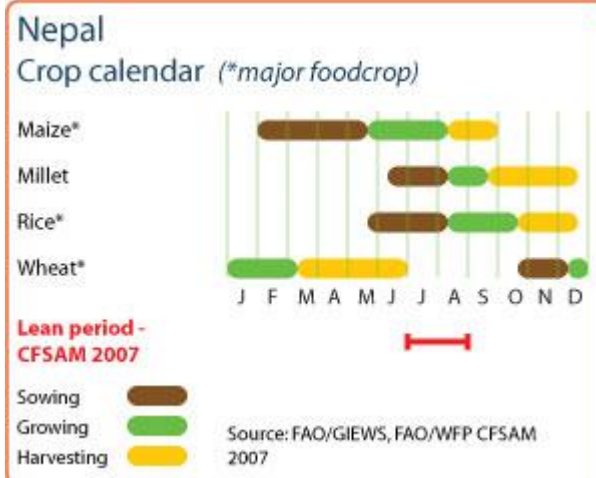 Nepal
Crop calendar (*major foodcrop)
Maize*
Millet
Rice*
Wheat*
J F M A M J J A S O N D
Lean period -
CFSAM 2007
Sowing
Growing
Harvesting
Source: FAO/GIEWS, FAO/WFP CFSAM
2007